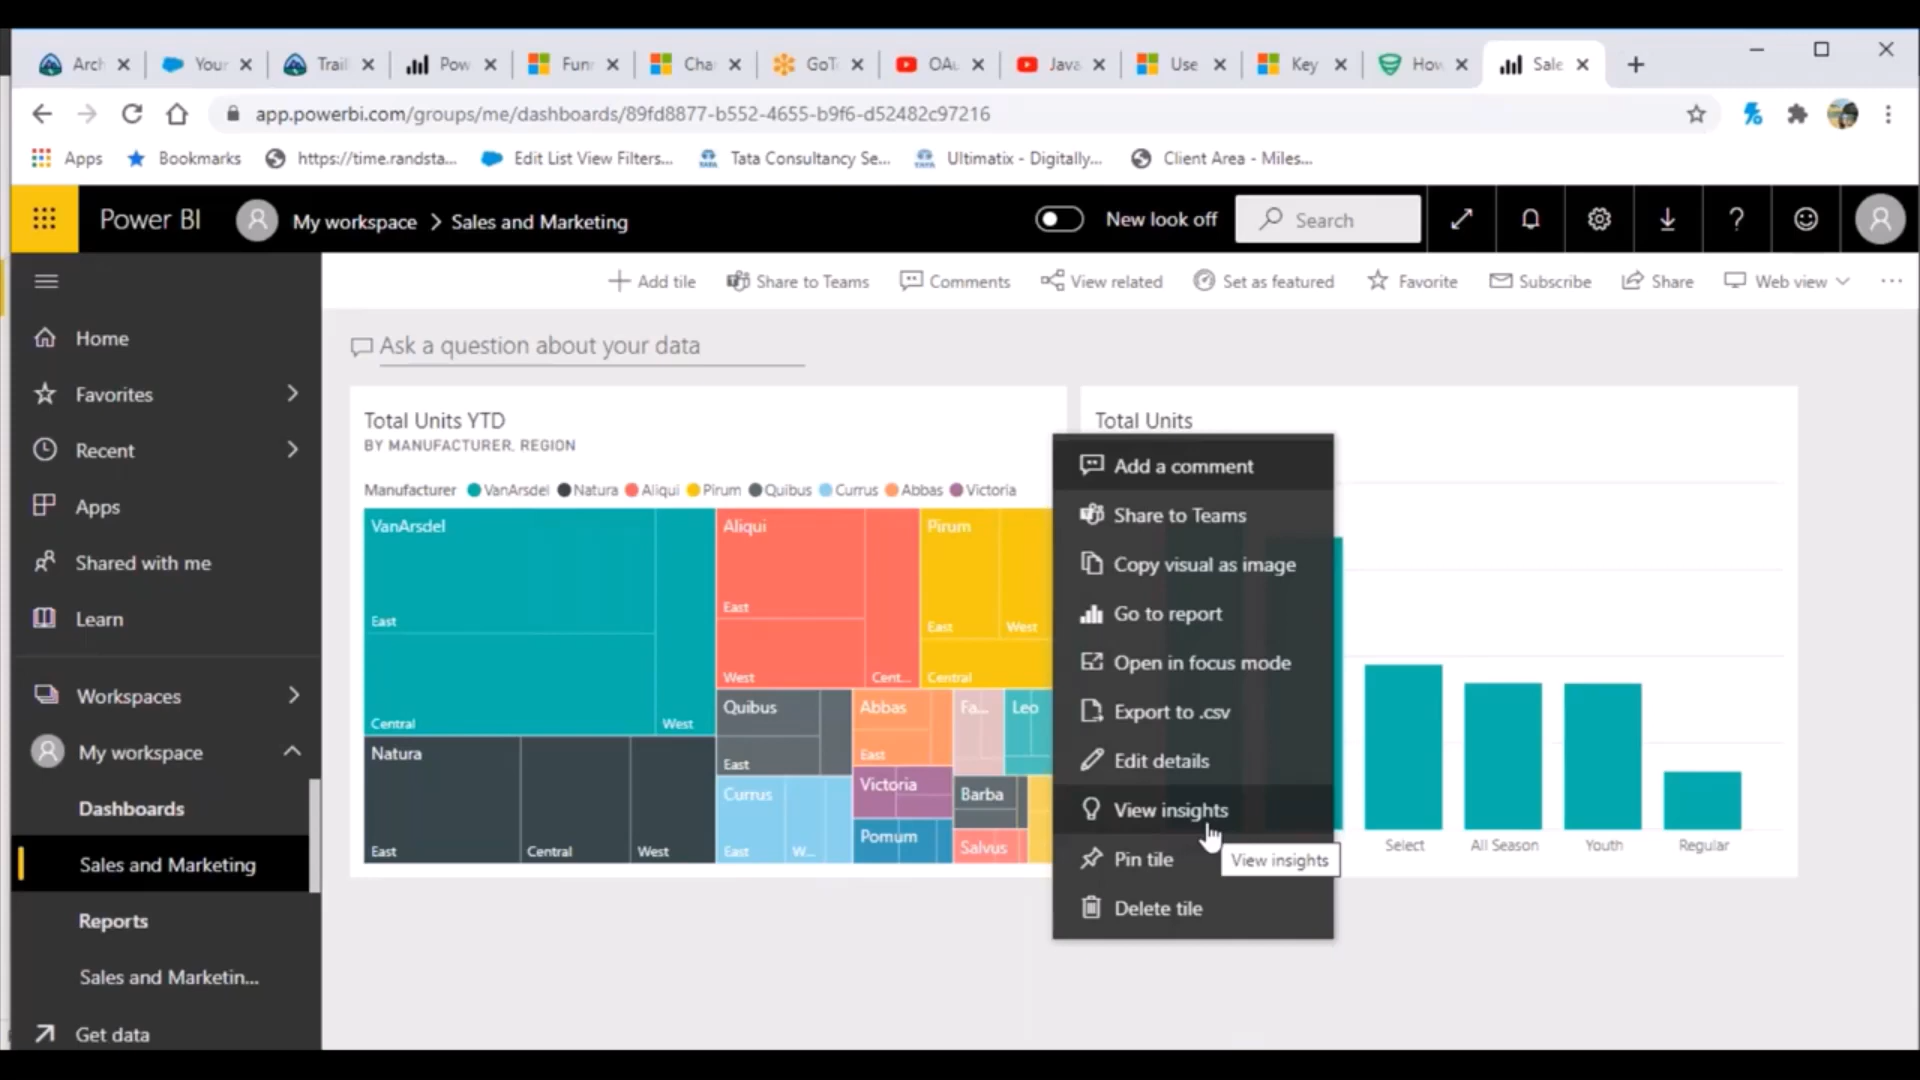 Arch
Your
Trail
Pow
Fun
Cha
GoT
OAu
Java
Use
Key
How
Sale
app.powerbi.com/groups/me/dashboards/89fd8877-b552-4655-b9f6-d52482c97216
Apps
Bookmarks
https://time.randsta...
Edit List View Filters...
Tata Consultancy Se...
Ultimatix - Digitally...
Client Area - Miles...
Power BI
My workspace > Sales and Marketing
New look off
Search
Add tile
Share to Teams
Comments
View related
Set as featured
Favorite
Subscribe
Share
Web view
Home
Favorites
Recent
Apps
Shared with me
Learn
Workspaces
My workspace
Dashboards
Sales and Marketing
Reports
Sales and Marketin...
Get data
Ask a question about your data
Total Units YTD
BY MANUFACTURER, REGION
Manufacturer VanArsdel Natura Aliqui Pirum Quibus Currus Abbas Victoria
VanArsdel
East
Central
West
Natura
East
Central
West
Aliqui
East
West
Cent...
Pirum
East
West
Central
Quibus
East
Currus
East
W...
Abbas
East
Victoria
Pomum
Fa...
Leo
Barba
Salvus
Total Units
Select
All Season
Youth
Regular
Add a comment
Share to Teams
Copy visual as image
Go to report
Open in focus mode
Export to .csv
Edit details
View insights
Pin tile
Delete tile
View insights